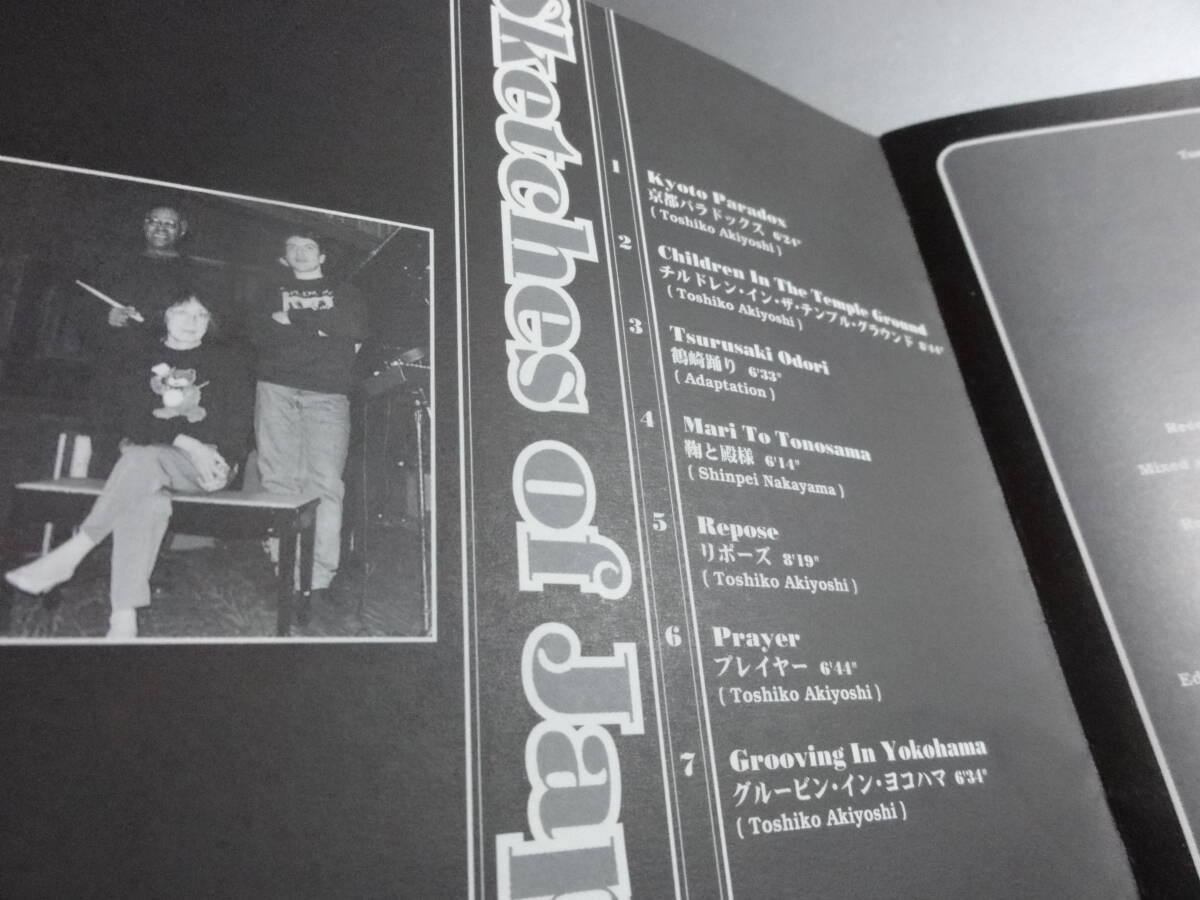 Sketches of Jap
1
Kyoto Paradox
京都パラドックス 6'24"
( Toshiko Akiyoshi )
2
Children In The Temple Ground
チルドレン・イン・ザ・テンプル・グラウンド 8'44"
( Toshiko Akiyoshi )
3
Tsurusaki Odori
鶴崎踊り 6'33"
( Adaptation )
4
Mari To Tonosama
鞠と殿様 6'14"
( Shinpei Nakayama )
5
Repose
リポーズ 8'19"
( Toshiko Akiyoshi )
6
Prayer
プレイヤー 6'44"
( Toshiko Akiyoshi )
7
Grooving In Yokohama
グルービン・イン・ヨコハマ 6'34"
( Toshiko Akiyoshi )
Mixed
Ed